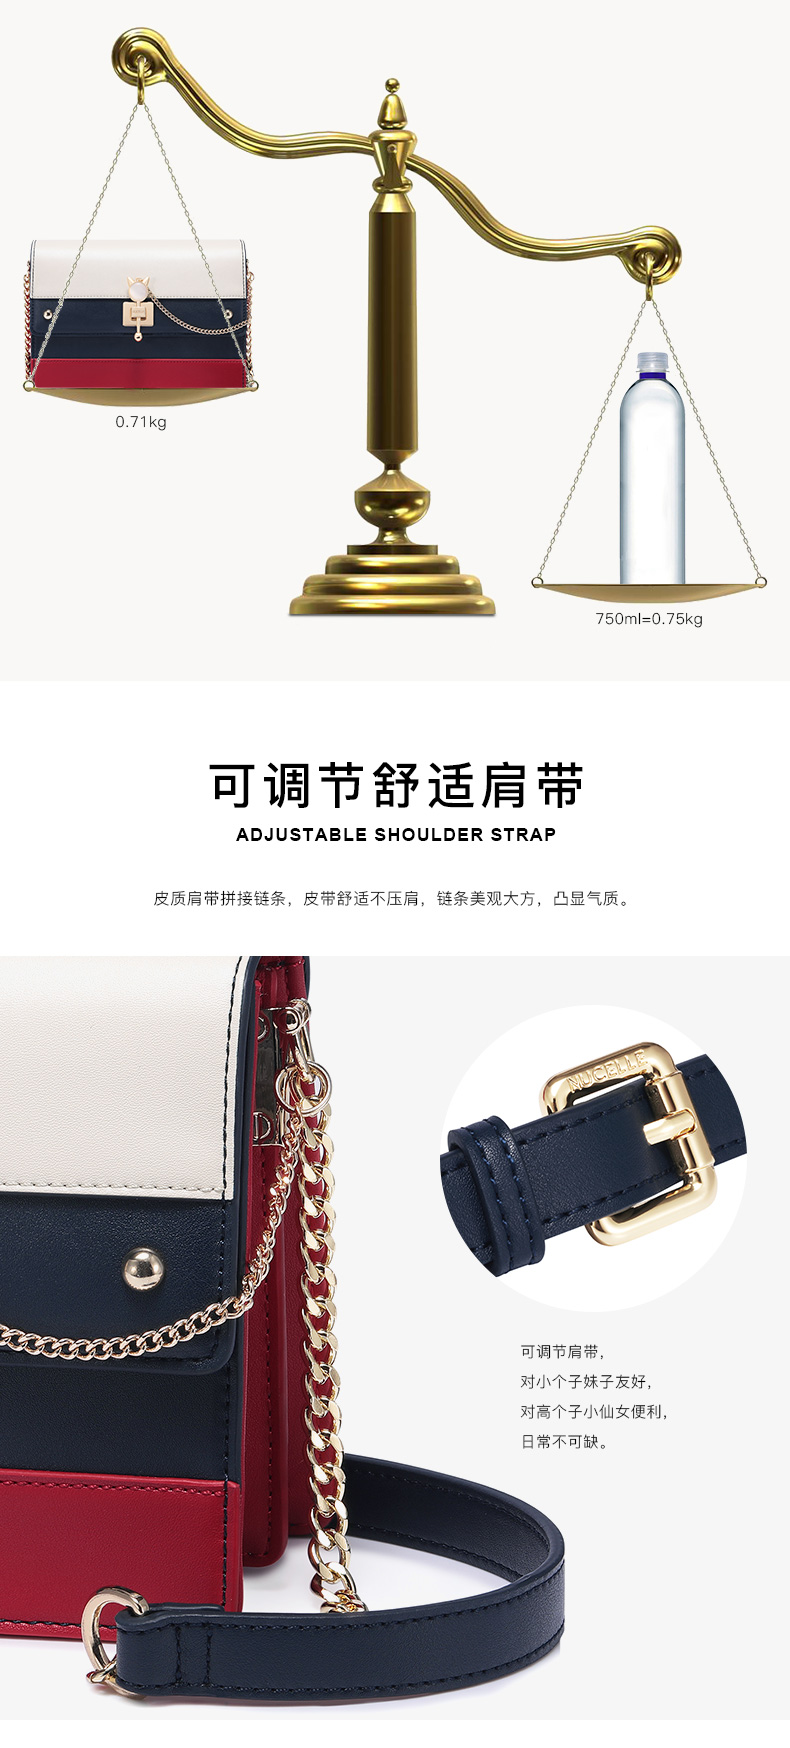 0.71kg
750ml=0.75kg
可调节舒适肩带
ADJUSTABLE SHOULDER STRAP
皮质肩带拼接链条，皮带舒适不压肩，链条美观大方，凸显气质。
NUCELLE
可调节肩带，
对小个子妹子友好，
对高个子小仙女便利，
日常不可缺。